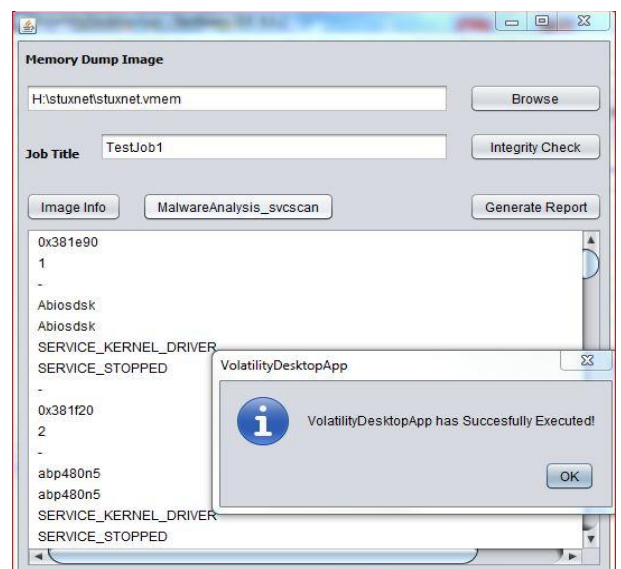 Memory Dump Image
H:\stuxnet\stuxnet.vmem
Browse
Job Title
TestJob1
Integrity Check
Image Info
MalwareAnalysis_svcscan
Generate Report
0x381e90
1
-
Abiosdsk
Abiosdsk
SERVICE_KERNEL_DRIVER
SERVICE_STOPPED
-
0x381f20
2
-
abp480n5
abp480n5
SERVICE_KERNEL_DRIVER
SERVICE_STOPPED
VolatilityDesktopApp
VolatilityDesktopApp has Succesfully Executed!
OK